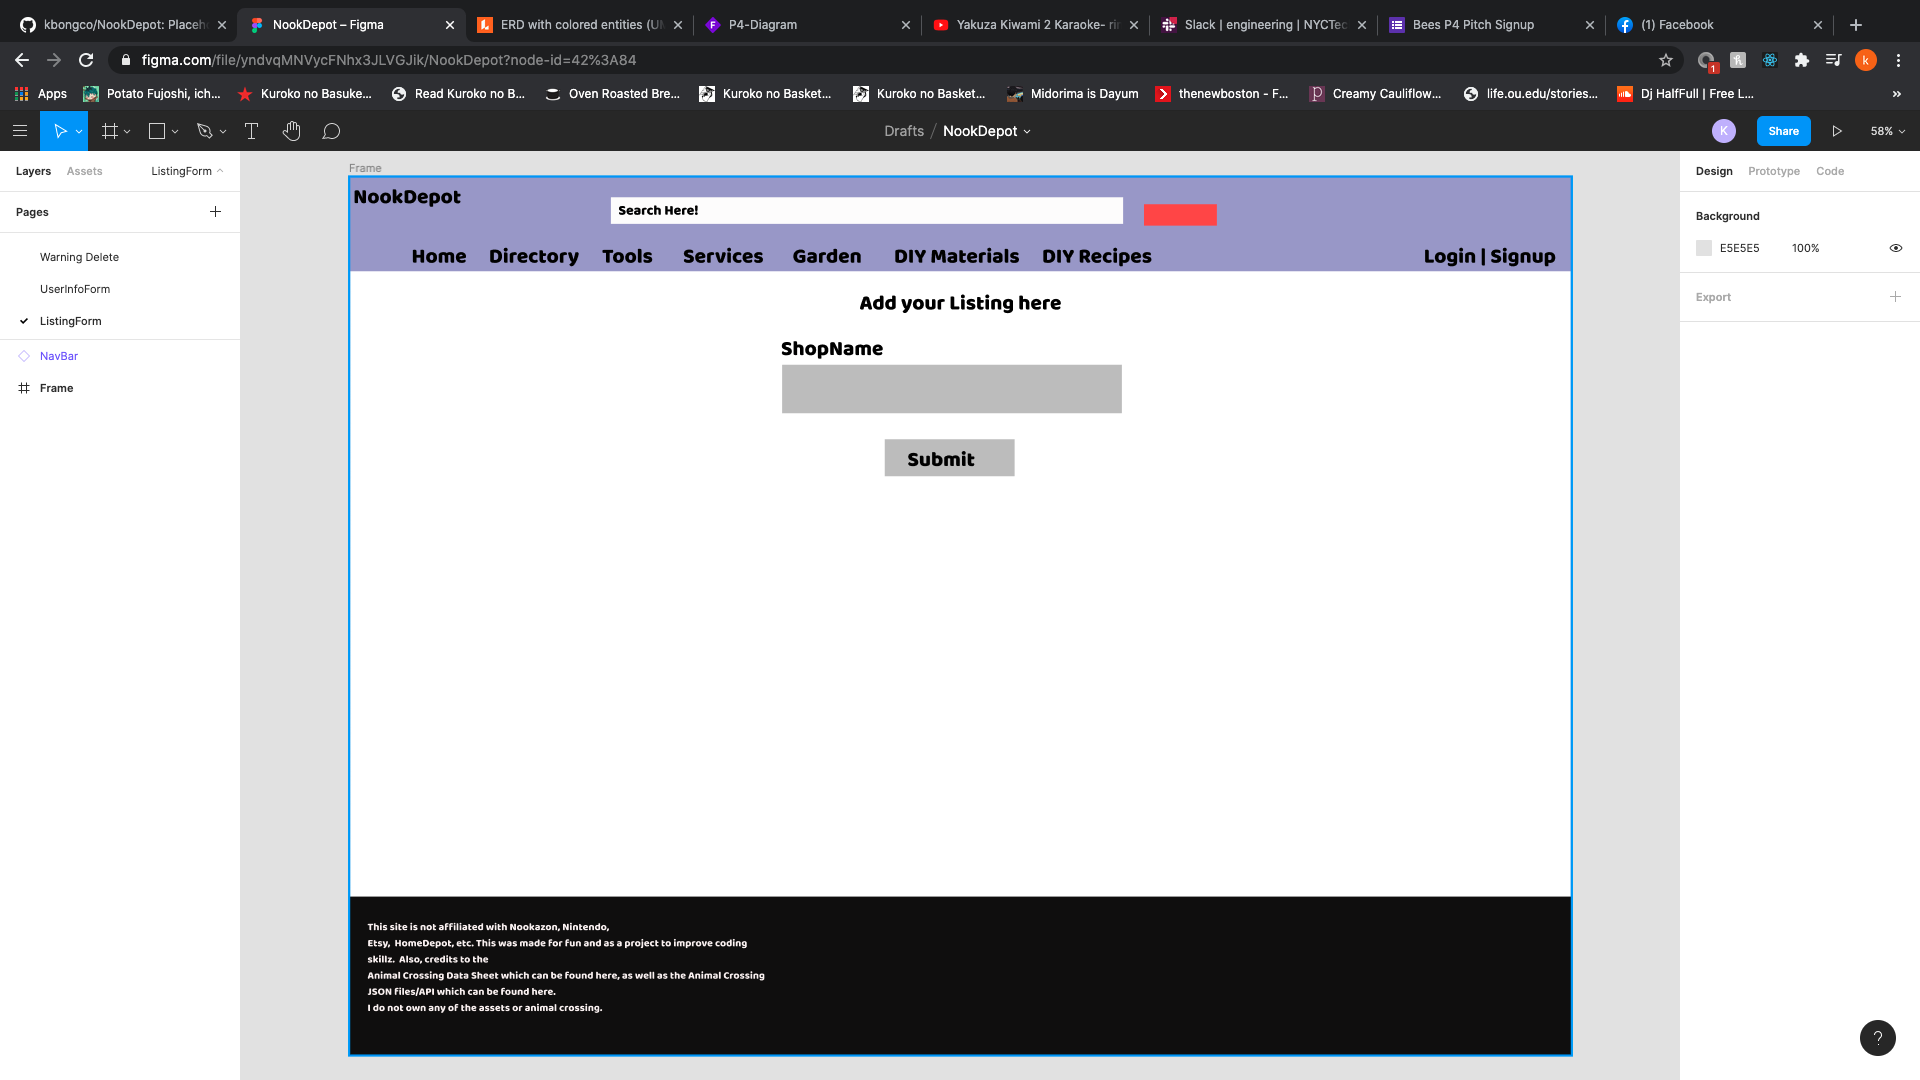 kbongco/NookDepot: Placeh
NookDepot – Figma
ERD with colored entities (U
P4-Diagram
Yakuza Kiwami 2 Karaoke- ri
Slack | engineering | NYCTec
Bees P4 Pitch Signup
(1) Facebook
figma.com/file/yndvqMNVycFNhx3JLVGJik/NookDepot?node-id=42%3A84
1
k
Apps
Potato Fujoshi, ich...
Kuroko no Basuke...
Read Kuroko no B...
Oven Roasted Bre...
Kuroko no Basket...
Kuroko no Basket...
Midorima is Dayum
thenewboston - F...
Creamy Cauliflow...
life.ou.edu/stories...
Dj HalfFull | Free L...
»
Drafts / NookDepot
K
Share
58%
Layers
Assets
ListingForm
Pages
Warning Delete
UserInfoForm
ListingForm
NavBar
Frame
Frame
NookDepot
Search Here!
Home
Directory
Tools
Services
Garden
DIY Materials
DIY Recipes
Login | Signup
Add your Listing here
ShopName
Submit
This site is not affiliated with Nookazon, Nintendo,
Etsy, HomeDepot, etc. This was made for fun and as a project to improve coding
skillz. Also, credits to the
Animal Crossing Data Sheet which can be found here, as well as the Animal Crossing
JSON files/API which can be found here.
I do not own any of the assets or animal crossing.
Design
Prototype
Code
Background
E5E5E5
100%
Export
?